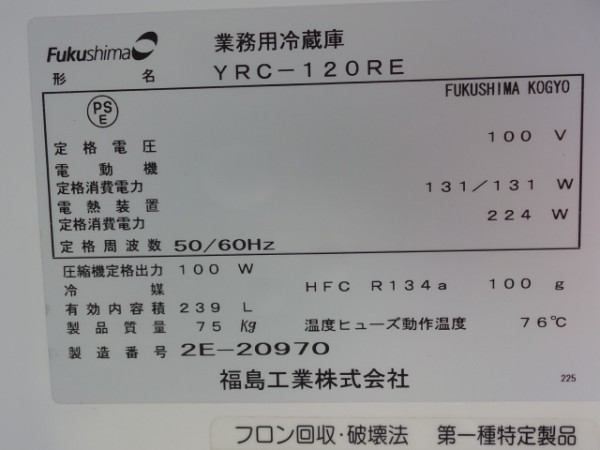 Fukushima 業務用冷蔵庫
形 名 YRC-120RE
PS E FUKUSHIMA KOGYO
定格電圧 100 V
電動機
定格消費電力 131/131 W
電熱装置
定格消費電力 224 W
定格周波数 50/60Hz
圧縮機定格出力 100 W
冷 媒 HFC R134a 100 g
有効内容積 239 L
製品質量 75 Kg 温度ヒューズ動作温度 76℃
製造番号 2E-20970
福島工業株式会社 225
フロン回収・破壊法 第一種特定製品